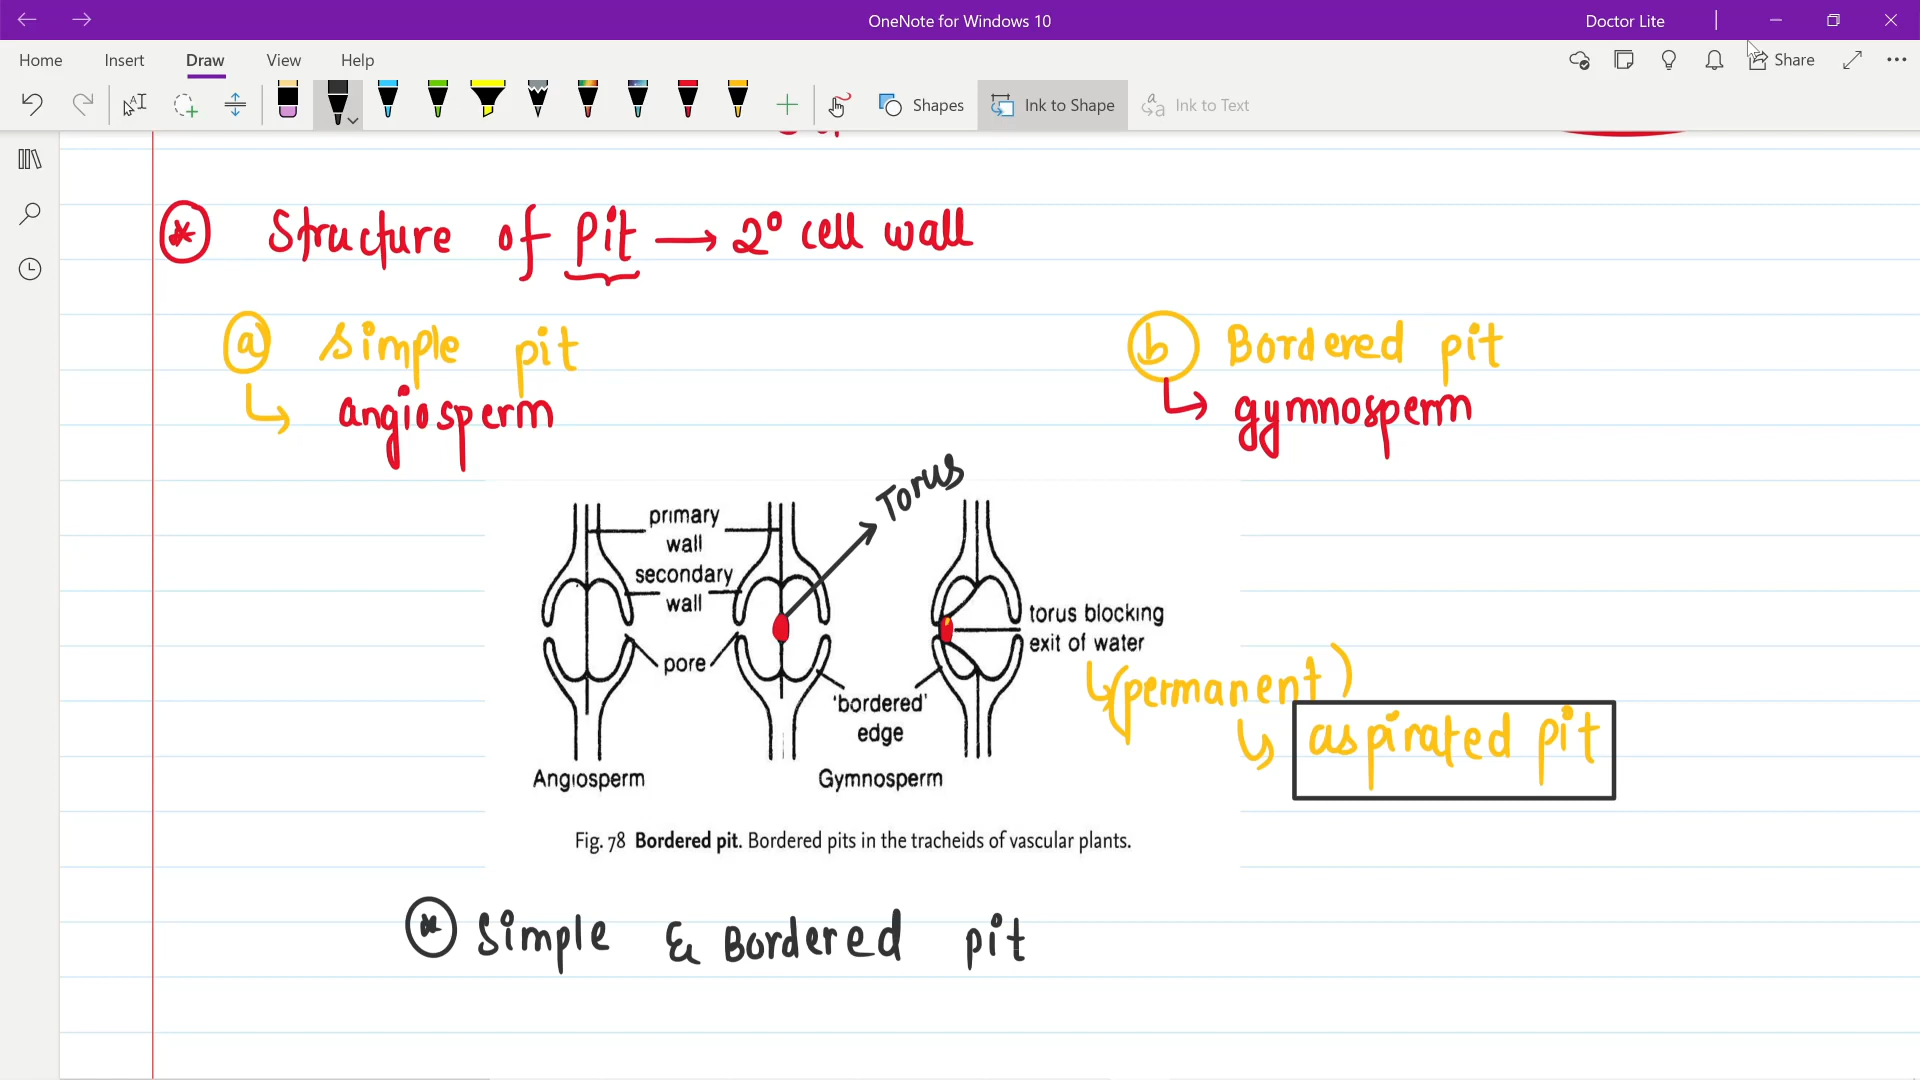 OneNote for Windows 10
Doctor Lite
Home Insert Draw View Help
Share
Shapes Ink to Shape Ink to Text
Structure of Pit → 2° cell wall
a Simple pit
b Bordered pit
angiosperm
gymnosperm
Torus
primary wall
secondary wall
pore
torus blocking
exit of water
(permanent)
aspirated pit
'bordered'
edge
Angiosperm
Gymnosperm
Fig. 78 Bordered pit. Bordered pits in the tracheids of vascular plants.
* Simple & Bordered pit